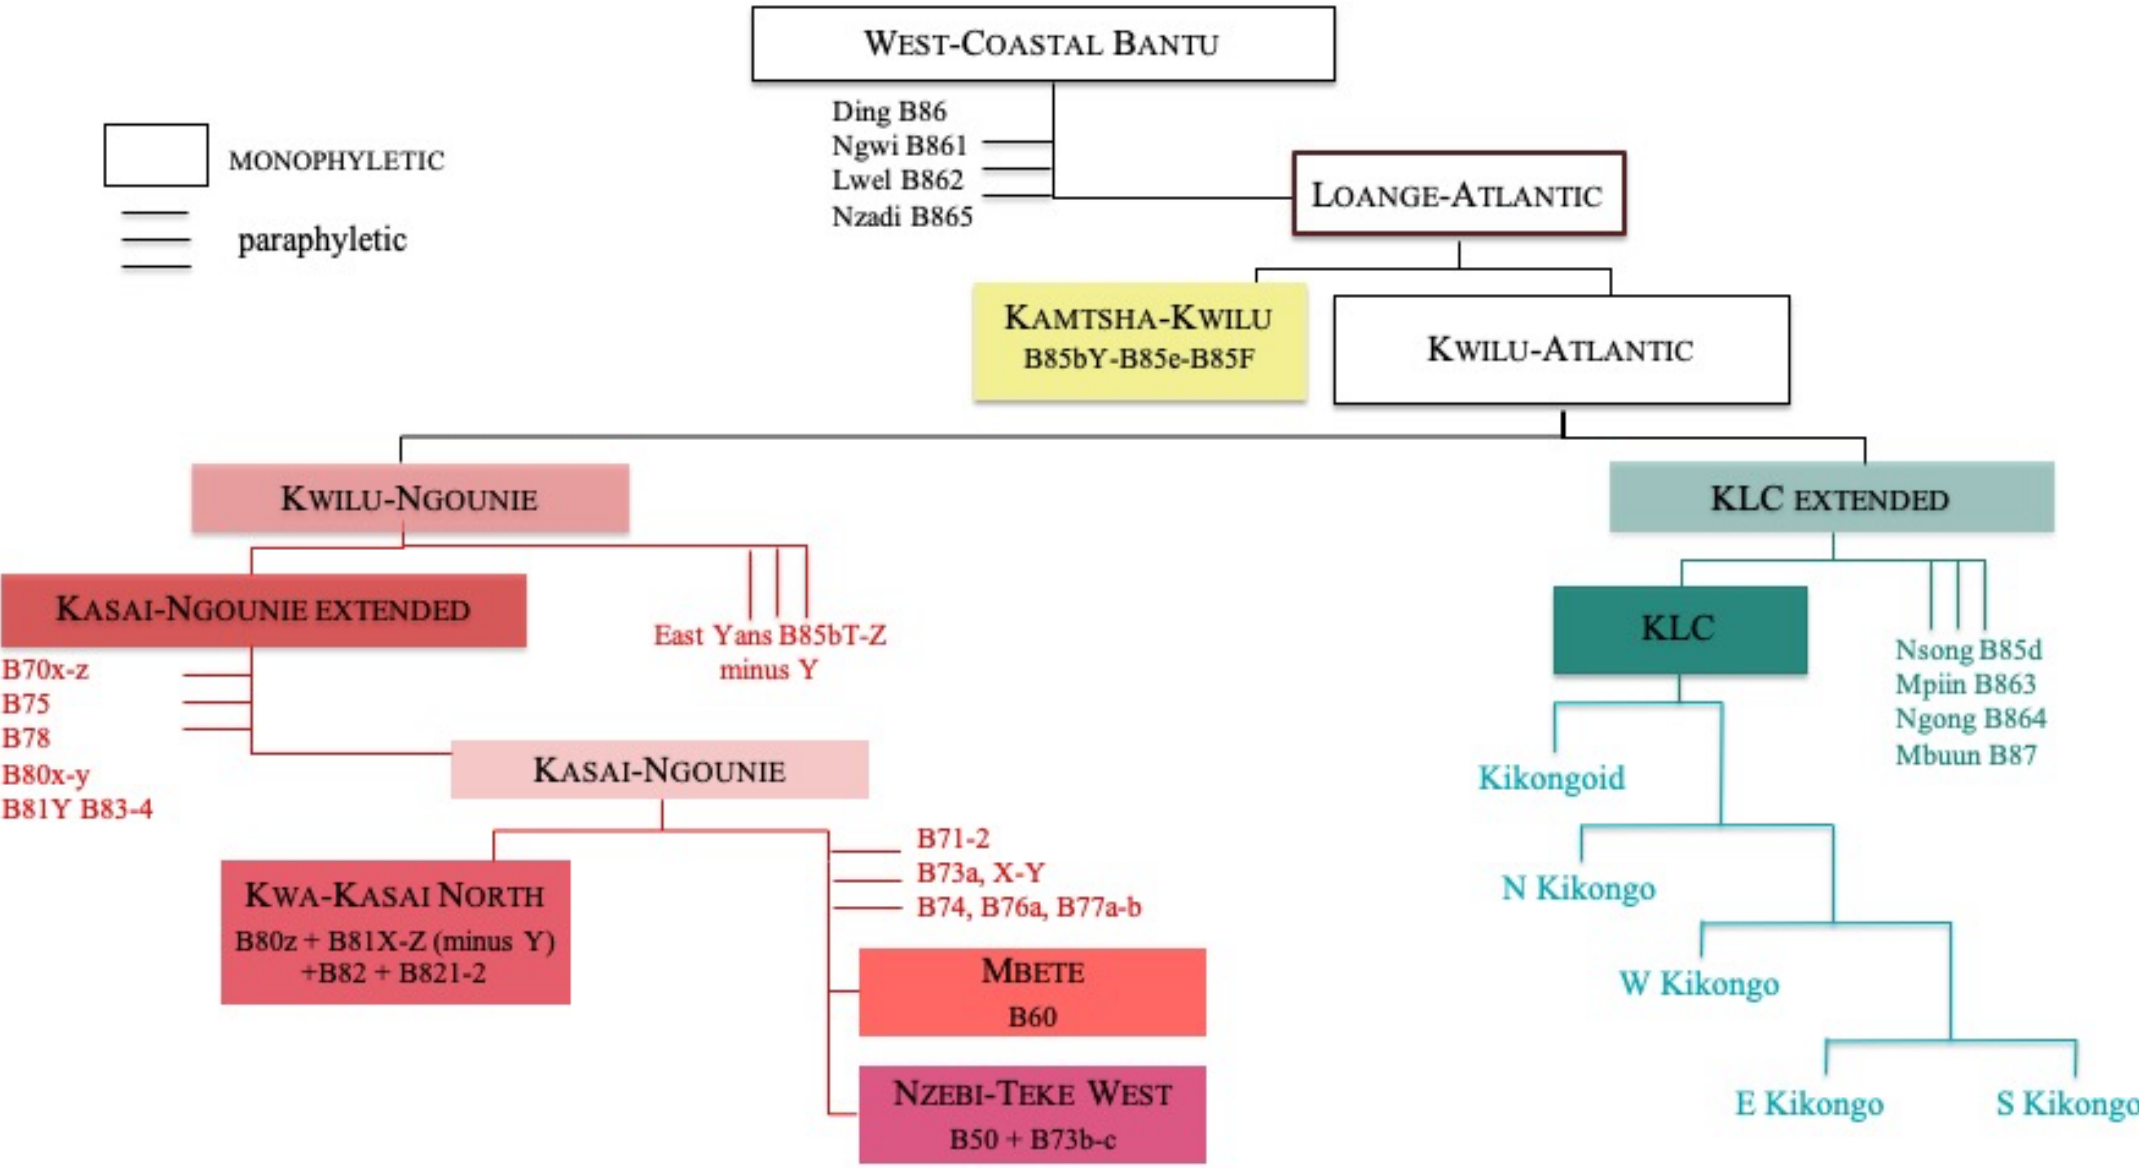 WEST-COASTAL BANTU
Ding B86
Ngwi B861
Lwel B862
Nzadi B865
MONOPHYLETIC
paraphyletic
LOANGE-ATLANTIC
KAMTSHA-KWILU
B85bY-B85e-B85F
KWILU-ATLANTIC
KWILU-NGOUNIE
KLC EXTENDED
KASAI-NGOUNIE EXTENDED
East Yans B85bT-Z
minus Y
B70x-z
B75
B78
B80x-y
B81Y B83-4
KASAI-NGOUNIE
KWA-KASAI NORTH
B80z + B81X-Z (minus Y)
+B82 + B821-2
B71-2
B73a, X-Y
B74, B76a, B77a-b
MBETE
B60
NZEBI-TEKE WEST
B50 + B73b-c
KLC
Nsong B85d
Mpiin B863
Ngong B864
Mbuun B87
Kikongoid
N Kikongo
W Kikongo
E Kikongo
S Kikongo